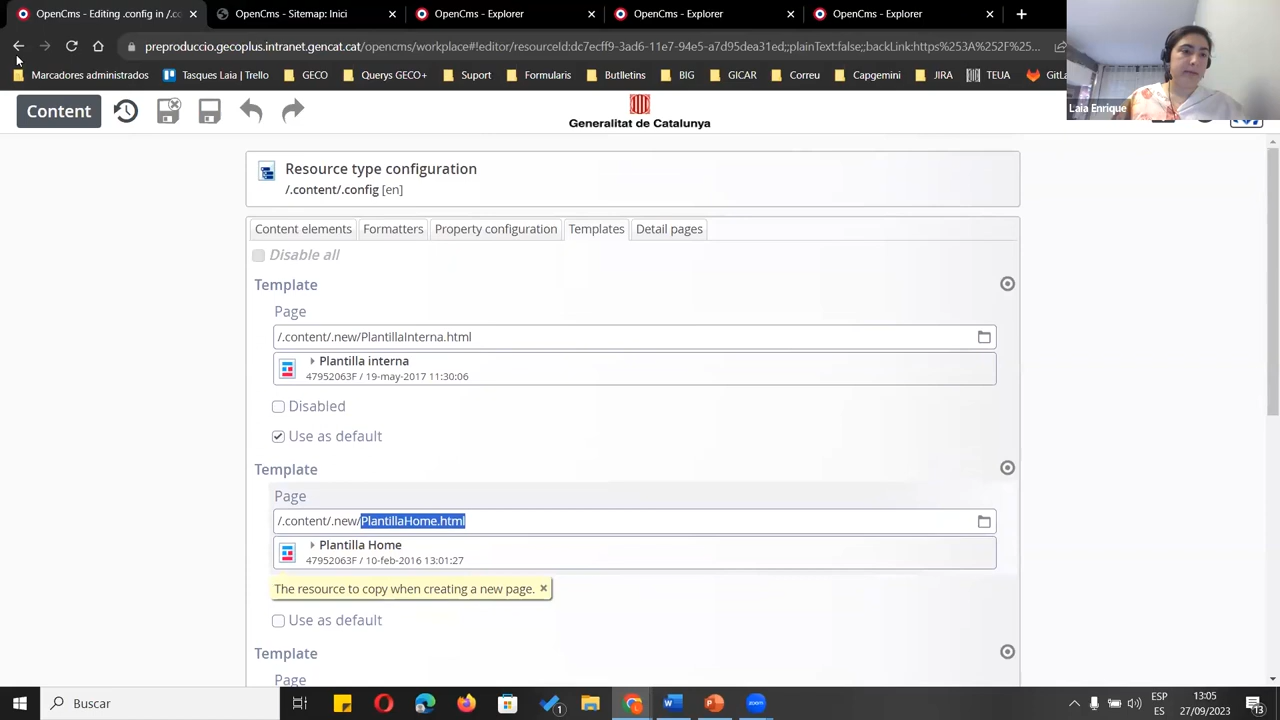 OpenCms - Editing .config in /.c
OpenCms - Sitemap: Inici
OpenCms - Explorer
OpenCms - Explorer
OpenCms - Explorer
preproduccio.gecoplus.intranet.gencat.cat/opencms/workplace#!editor/resourceId:dc7ecff9-3ad6-11e7-94e5-a7d95dea31ed;;plainText:false;;backLink:https%253A%252F%25...
Marcadores administrados
Tasques Laia | Trello
GECO
Querys Ctl+F
Suport
Formularis
Butlletins
BIG
GICAR
Correu
Capgemini
JIRA
TEUA
GitLa
Laia Enrique
Content
Generalitat de Catalunya
Resource type configuration
/.content/.config [en]
Content elements
Formatters
Property configuration
Templates
Detail pages
Disable all
Template
Page
/.content/.new/PlantillaInterna.html
Plantilla interna
47952063F / 19-may-2017 11:30:06
Disabled
Use as default
Template
Page
/.content/.new/PlantillaHome.html
Plantilla Home
47952063F / 10-feb-2016 13:01:27
The resource to copy when creating a new page.
Use as default
Template
Page
Buscar
1
zoom
ESP
ES
13:05
27/09/2023
13